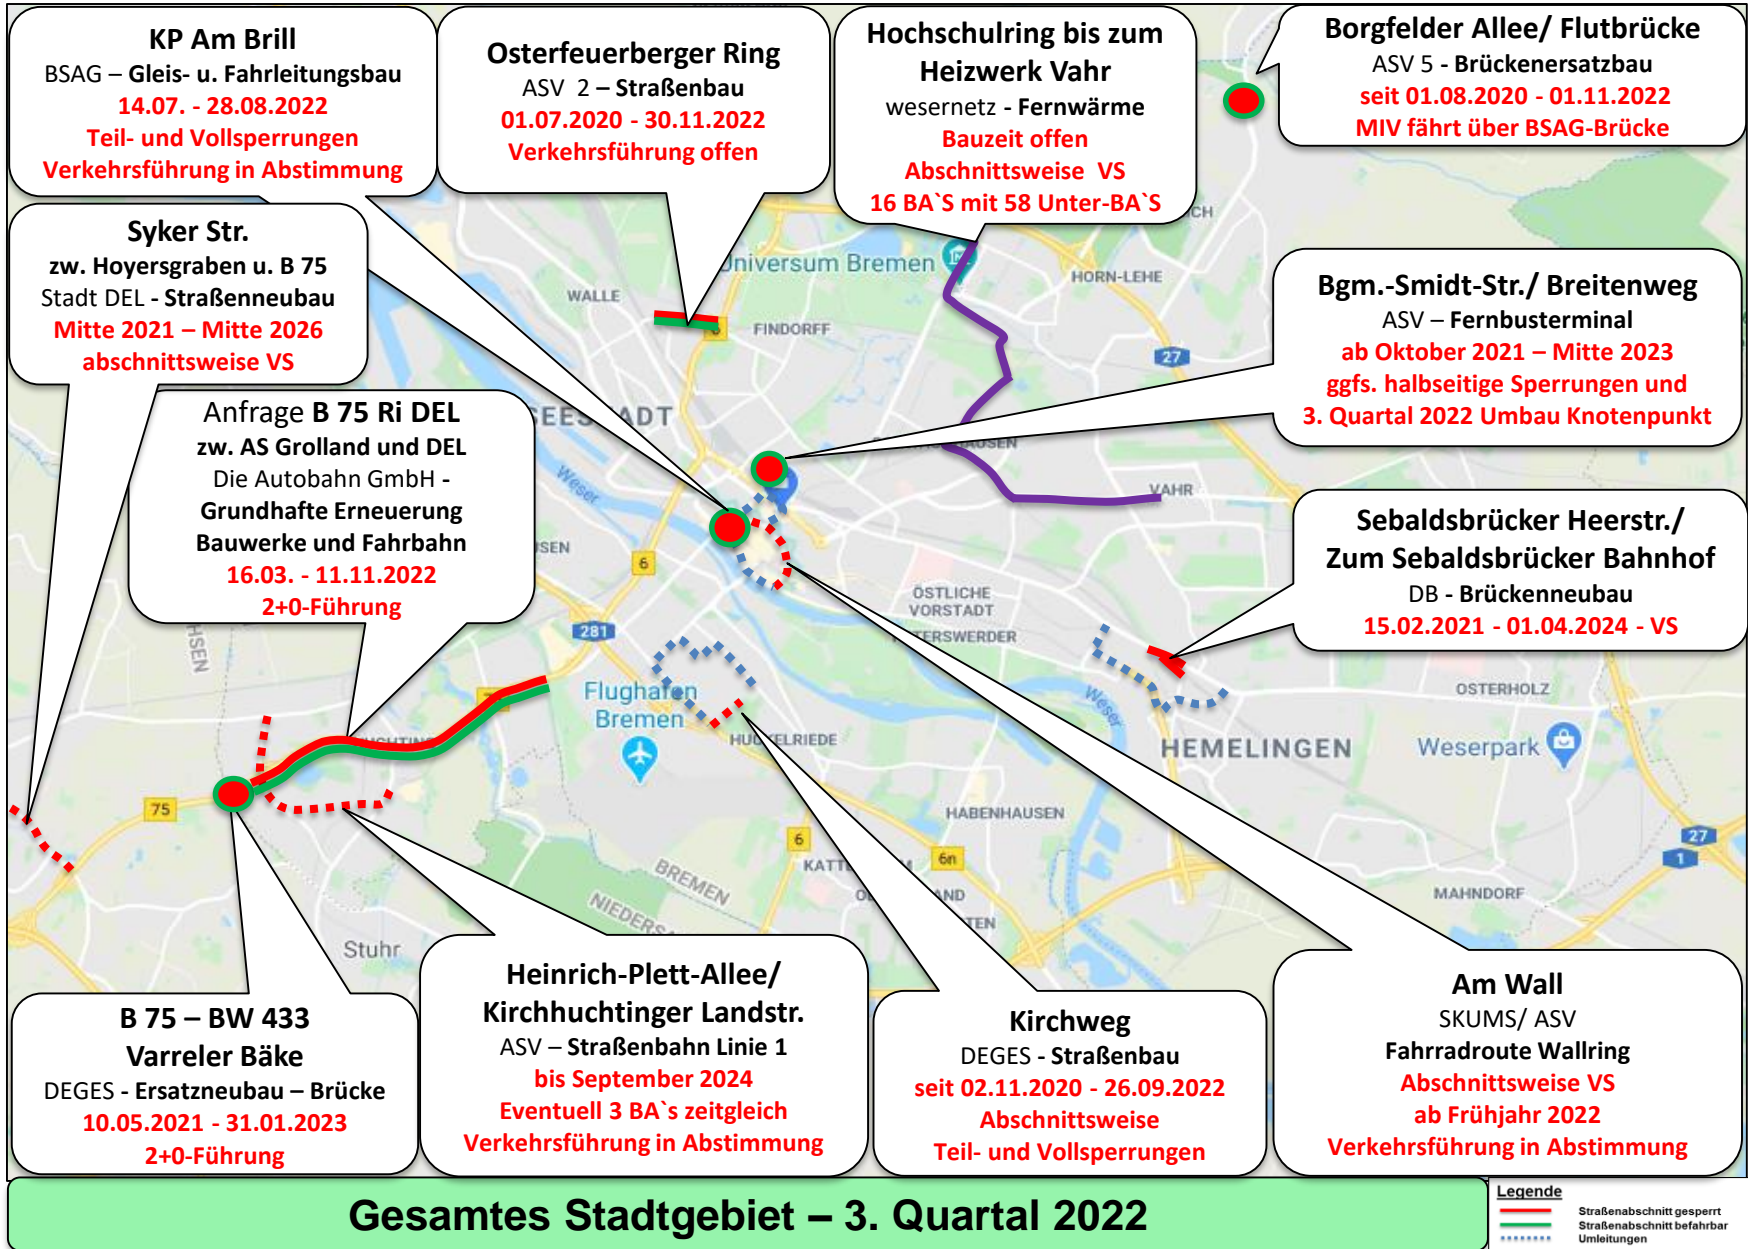 KP Am Brill
BSAG – Gleis- u. Fahrleitungsbau
14.07. - 28.08.2022
Teil- und Vollsperrungen
Verkehrsführung in Abstimmung
Osterfeuerberger Ring
ASV 2 – Straßenbau
01.07.2020 - 30.11.2022
Verkehrsführung offen
Hochschulring bis zum
Heizwerk Vahr
wesernetz - Fernwärme
Bauzeit offen
Abschnittsweise VS
16 BA`S mit 58 Unter-BA`S
Borgfelder Allee/ Flutbrücke
ASV 5 - Brückenersatzbau
seit 01.08.2020 - 01.11.2022
MIV fährt über BSAG-Brücke
Syker Str.
zw. Hoyersgraben u. B 75
Stadt DEL - Straßenneubau
Mitte 2021 – Mitte 2026
abschnittsweise VS
Bgm.-Smidt-Str./ Breitenweg
ASV – Fernbusterminal
ab Oktober 2021 – Mitte 2023
ggfs. halbseitige Sperrungen und
3. Quartal 2022 Umbau Knotenpunkt
Anfrage B 75 Ri DEL
zw. AS Grolland und DEL
Die Autobahn GmbH -
Grundhafte Erneuerung
Bauwerke und Fahrbahn
16.03. - 11.11.2022
2+0-Führung
Sebaldsbrücker Heerstr./
Zum Sebaldsbrücker Bahnhof
DB - Brückenneubau
15.02.2021 - 01.04.2024 - VS
Universum Bremen
HORN-LEHE
WALLE
FINDORFF
27
VAHR
Weser
6
281
ÖSTLICHE
VORSTADT
Flughafen
Bremen
Weser
OSTERHOLZ
HEMELINGEN
Weserpark
75
HABENHAUSEN
6
6n
27
1
BREMEN
MAHNDORF
Stuhr
B 75 – BW 433
Varreler Bäke
DEGES - Ersatzneubau – Brücke
10.05.2021 - 31.01.2023
2+0-Führung
Heinrich-Plett-Allee/
Kirchhuchtinger Landstr.
ASV – Straßenbahn Linie 1
bis September 2024
Eventuell 3 BA`s zeitgleich
Verkehrsführung in Abstimmung
Kirchweg
DEGES - Straßenbau
seit 02.11.2020 - 26.09.2022
Abschnittsweise
Teil- und Vollsperrungen
Am Wall
SKUMS/ ASV
Fahrradroute Wallring
Abschnittsweise VS
ab Frühjahr 2022
Verkehrsführung in Abstimmung
Gesamtes Stadtgebiet – 3. Quartal 2022
Legende
Straßenabschnitt gesperrt
Straßenabschnitt befahrbar
Umleitungen